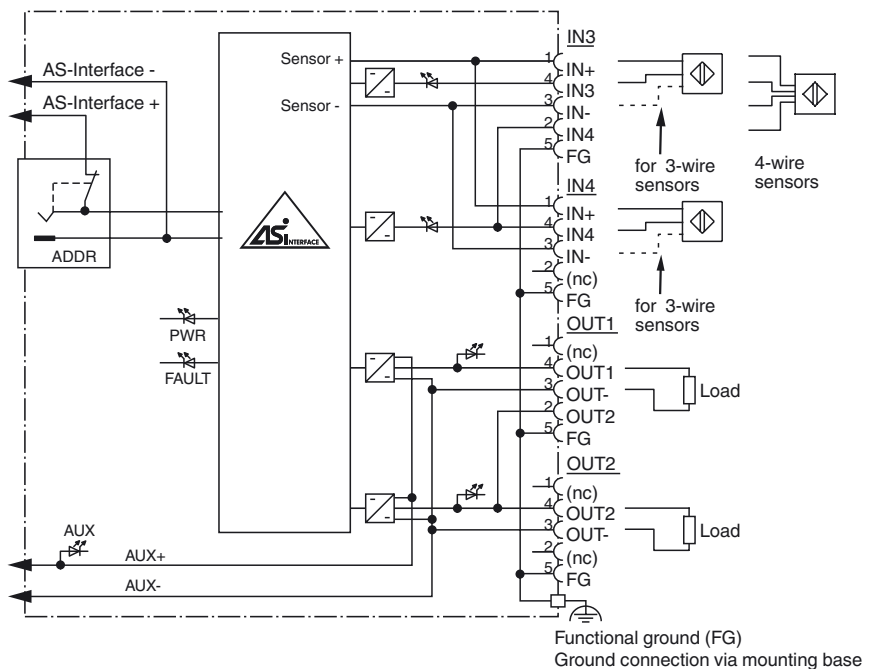 AS-Interface -
AS-Interface +
ADDR
PWR
FAULT
AUX
AUX+
AUX-
Sensor +
Sensor -
ASi INTERFACE
IN3
1 IN+
4 IN3
3 IN-
2 IN4
5 FG
IN4
1 IN+
4 IN4
3 IN-
2 (nc)
5 FG
OUT1
1 (nc)
4 OUT1
3 OUT-
2 OUT2
5 FG
OUT2
1 (nc)
4 OUT2
3 OUT-
2 (nc)
5 FG
for 3-wire
sensors
4-wire
sensors
for 3-wire
sensors
Load
Load
Functional ground (FG)
Ground connection via mounting base